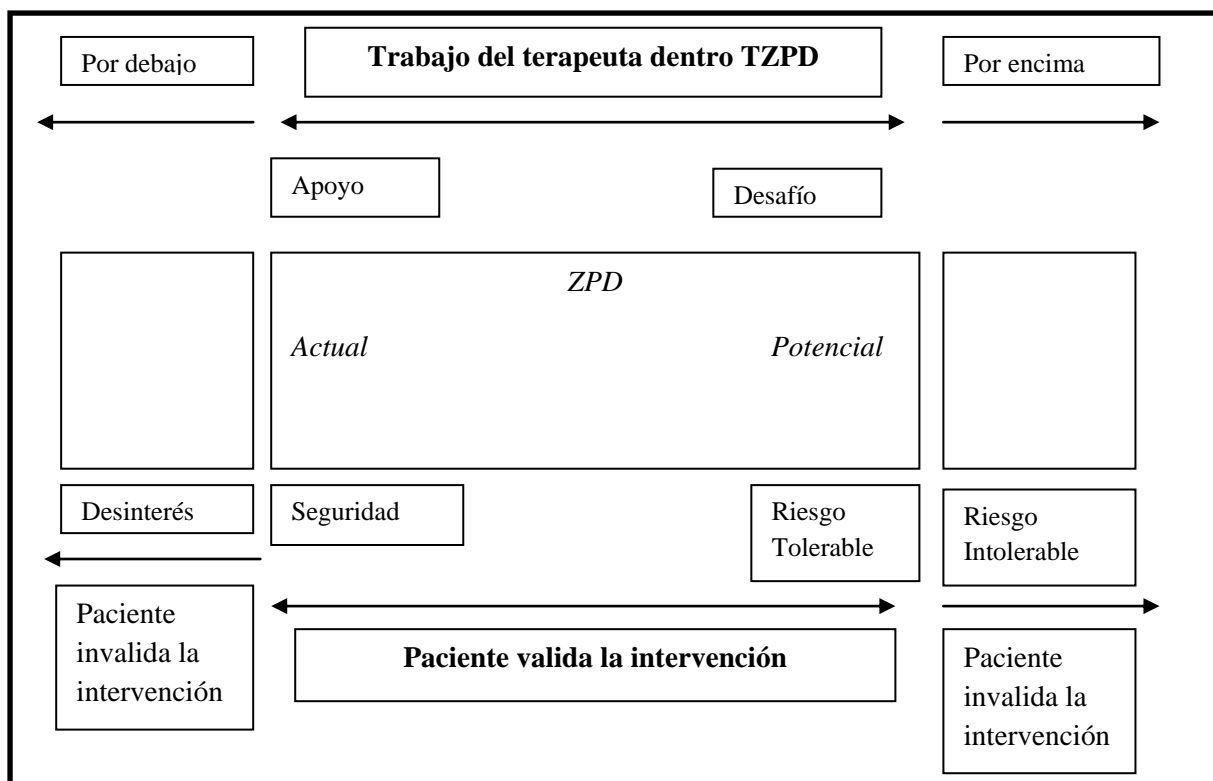 Por debajo
Trabajo del terapeuta dentro TZPD
Por encima
Apoyo
Desafío
ZPD
Actual
Potencial
Desinterés
Seguridad
Riesgo
Tolerable
Riesgo
Intolerable
Paciente
invalida la
intervención
Paciente valida la intervención
Paciente
invalida la
intervención